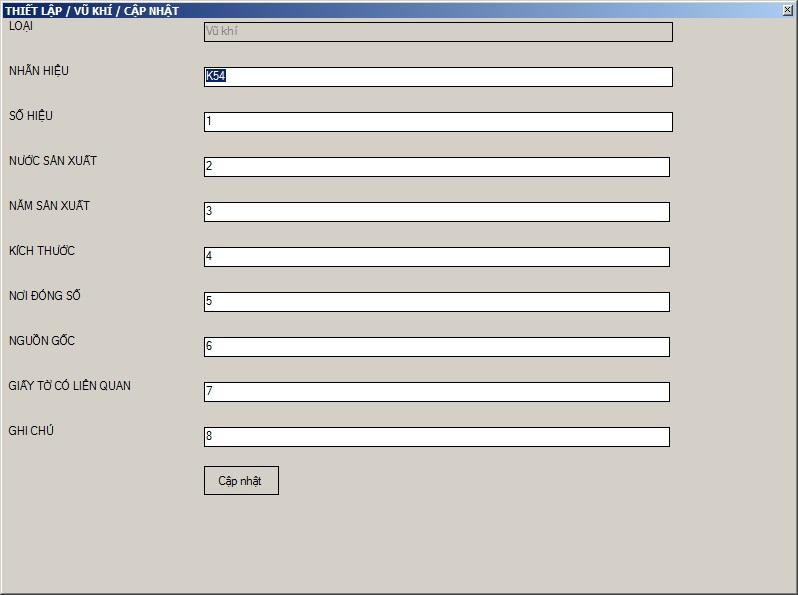 THIẾT LẬP / VŨ KHÍ / CẬP NHẬT
LOẠI Vũ khí
NHÃN HIỆU K54
SỐ HIỆU 1
NƯỚC SẢN XUẤT 2
NĂM SẢN XUẤT 3
KÍCH THƯỚC 4
NƠI ĐÓNG SỐ 5
NGUỒN GỐC 6
GIẤY TỜ CÓ LIÊN QUAN 7
GHI CHÚ 8
Cập nhật